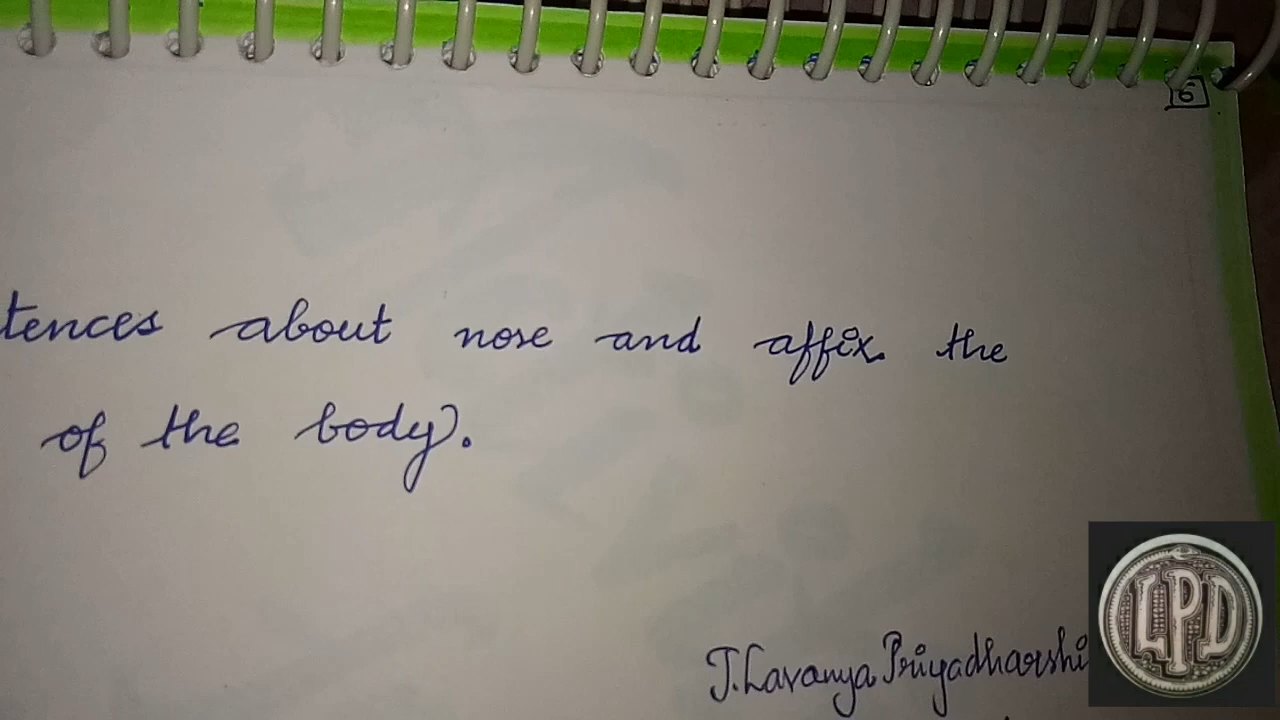 6
tences about nose and affix the
of the body).
T. Lavanya Priyadharshi
LPD